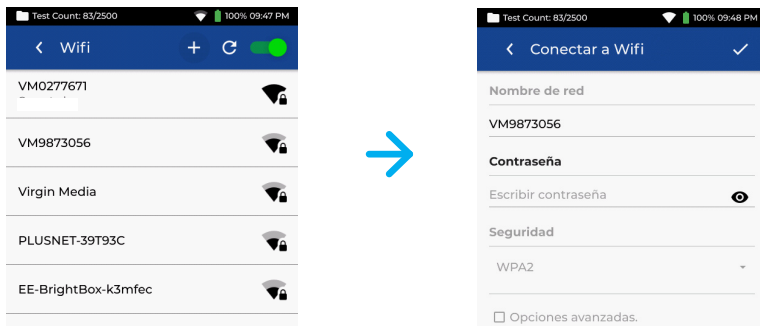 Test Count: 83/2500 100% 09:47 PM
Wifi
VM0277671
VM9873056
Virgin Media
PLUSNET-39T93C
EE-BrightBox-k3mfec
Test Count: 83/2500 100% 09:48 PM
Conectar a Wifi
Nombre de red
VM9873056
Contraseña
Escribir contraseña
Seguridad
WPA2
Opciones avanzadas.